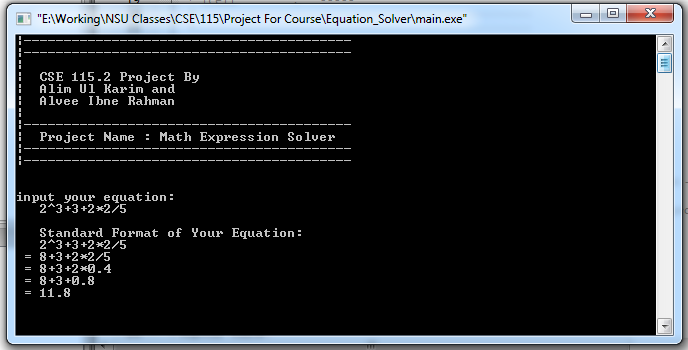 "E:\Working\NSU Classes\CSE\115\Project For Course\Equation_Solver\main.exe"
CSE 115.2 Project By
Alim Ul Karim and
Alvee Ibne Rahman
Project Name : Math Expression Solver
input your equation:
2^3+3+2*2/5
Standard Format of Your Equation:
2^3+3+2*2/5
= 8+3+2*2/5
= 8+3+2*0.4
= 8+3+0.8
= 11.8